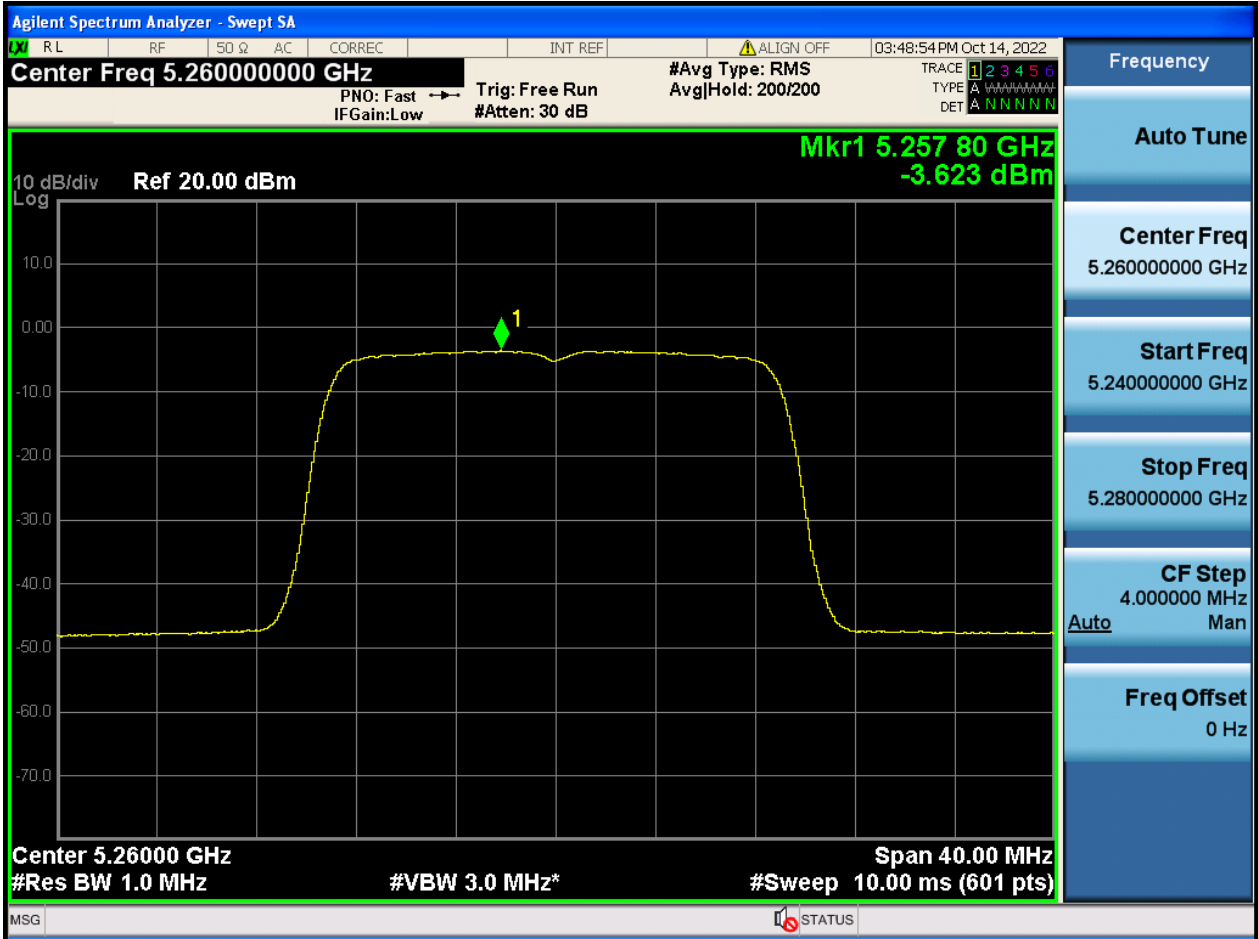 Agilent Spectrum Analyzer - Swept SA
LXI RL RF 50 Ω AC CORREC INT REF ALIGN OFF 03:48:54 PM Oct 14, 2022
Center Freq 5.260000000 GHz
PNO: Fast
IFGain:Low
Trig: Free Run
#Atten: 30 dB
#Avg Type: RMS
Avg|Hold: 200/200
TRACE 1 2 3 4 5 6
TYPE A WWWWW
DET A N N N N N
Mkr1 5.257 80 GHz
-3.623 dBm
10 dB/div Ref 20.00 dBm
Log
10.0
0.00
-10.0
-20.0
-30.0
-40.0
-50.0
-60.0
-70.0
1
Center 5.26000 GHz Span 40.00 MHz
#Res BW 1.0 MHz #VBW 3.0 MHz* #Sweep 10.00 ms (601 pts)
Frequency
Auto Tune
Center Freq
5.260000000 GHz
Start Freq
5.240000000 GHz
Stop Freq
5.280000000 GHz
CF Step
4.000000 MHz
Auto Man
Freq Offset
0 Hz
MSG STATUS